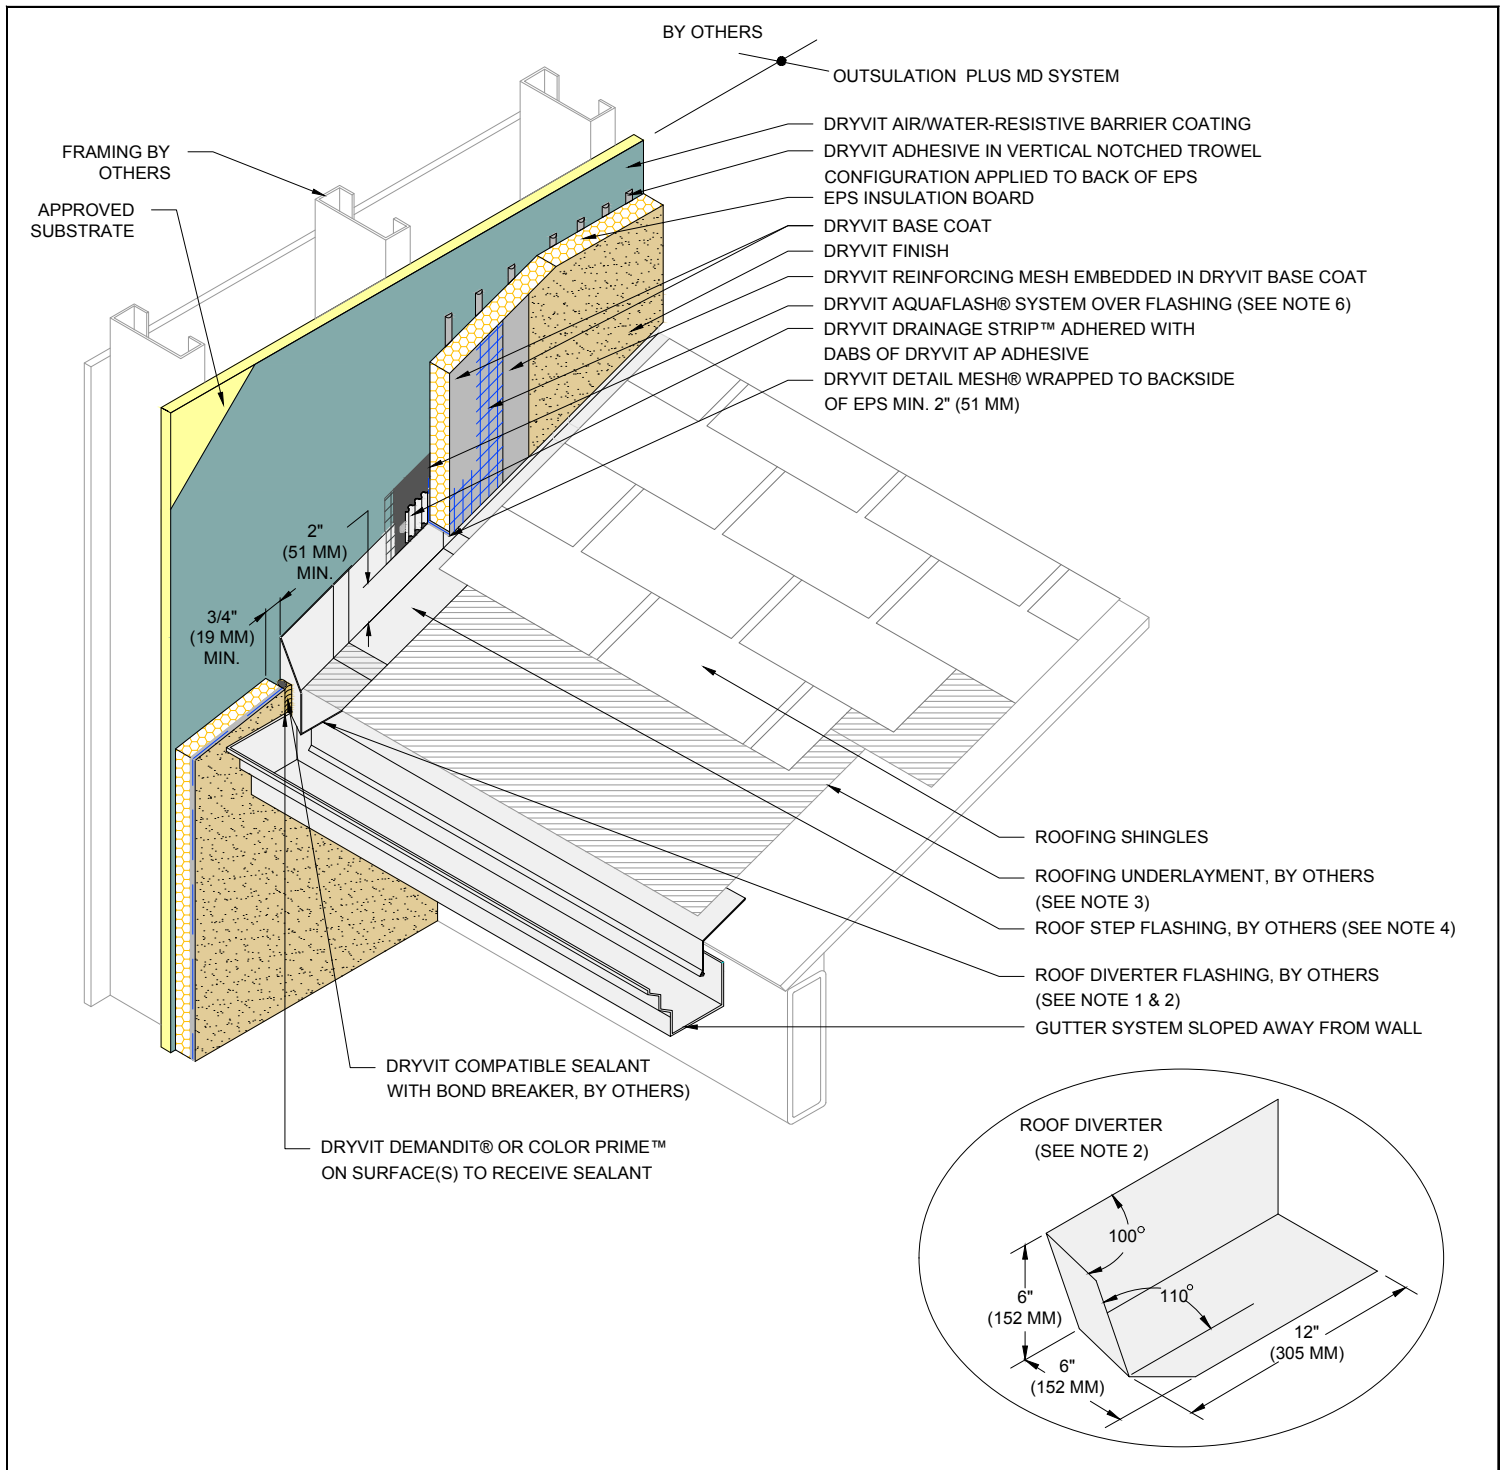 BY OTHERS
OUTSULATION PLUS MD SYSTEM
DRYVIT AIR/WATER-RESISTIVE BARRIER COATING
DRYVIT ADHESIVE IN VERTICAL NOTCHED TROWEL
CONFIGURATION APPLIED TO BACK OF EPS
EPS INSULATION BOARD
DRYVIT BASE COAT
DRYVIT FINISH
DRYVIT REINFORCING MESH EMBEDDED IN DRYVIT BASE COAT
DRYVIT AQUAFLASH® SYSTEM OVER FLASHING (SEE NOTE 6)
DRYVIT DRAINAGE STRIP™ ADHERED WITH
DABS OF DRYVIT AP ADHESIVE
DRYVIT DETAIL MESH® WRAPPED TO BACKSIDE
OF EPS MIN. 2" (51 MM)
FRAMING BY
OTHERS
APPROVED
SUBSTRATE
2"
(51 MM)
MIN.
3/4"
(19 MM)
MIN.
ROOFING SHINGLES
ROOFING UNDERLAYMENT, BY OTHERS
(SEE NOTE 3)
ROOF STEP FLASHING, BY OTHERS (SEE NOTE 4)
ROOF DIVERTER FLASHING, BY OTHERS
(SEE NOTE 1 & 2)
GUTTER SYSTEM SLOPED AWAY FROM WALL
DRYVIT COMPATIBLE SEALANT
WITH BOND BREAKER, BY OTHERS)
DRYVIT DEMANDIT® OR COLOR PRIME™
ON SURFACE(S) TO RECEIVE SEALANT
ROOF DIVERTER
(SEE NOTE 2)
100°
110°
6"
(152 MM)
6"
(152 MM)
12"
(305 MM)